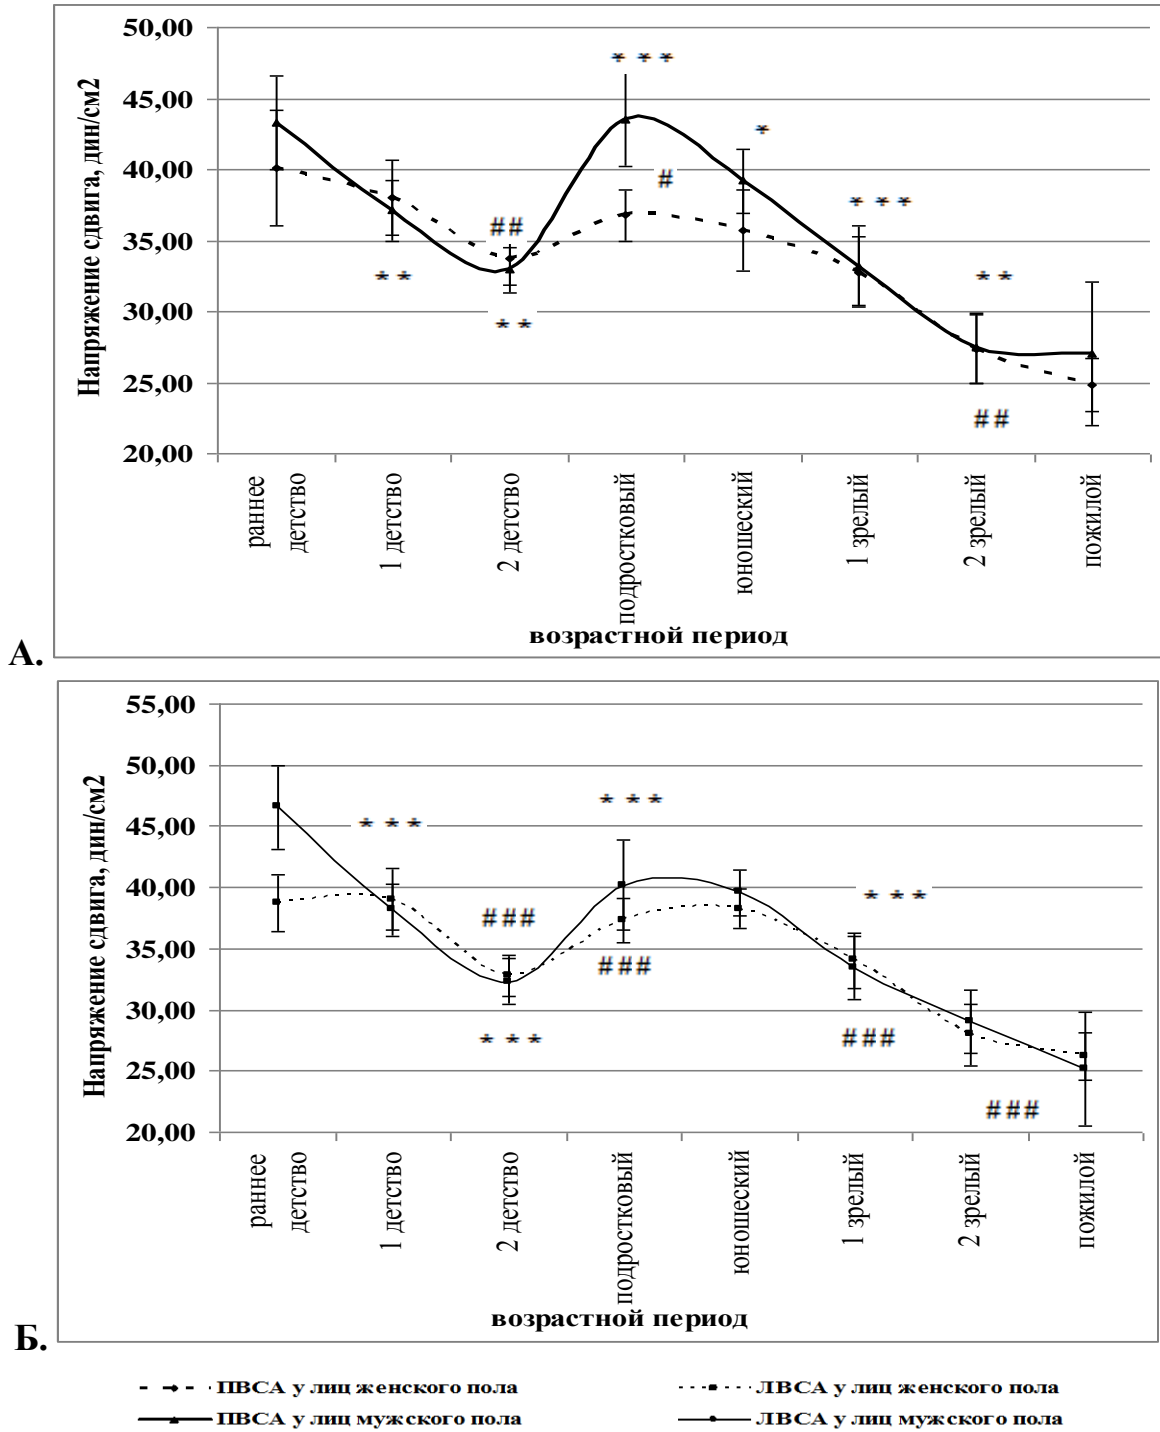 50,00
* * *
45,00
*
40,00
#
* * *
35,00
##
* *
* *
30,00
* *
25,00
##
20,00
Напряжение сдвига, дин/см2
раннее
детство
1 детство
2 детство
подростковый
юношеский
1 зрелый
2 зрелый
пожилой
возрастной период
А.
55,00
50,00
* * *
* * *
45,00
40,00
* * *
###
35,00
###
30,00
* * *
###
25,00
###
20,00
Напряжение сдвига, дин/см2
раннее
детство
1 детство
2 детство
подростковый
юношеский
1 зрелый
2 зрелый
пожилой
возрастной период
Б.
ПВСА у лиц женского пола
ЛВСА у лиц женского пола
ПВСА у лиц мужского пола
ЛВСА у лиц мужского пола